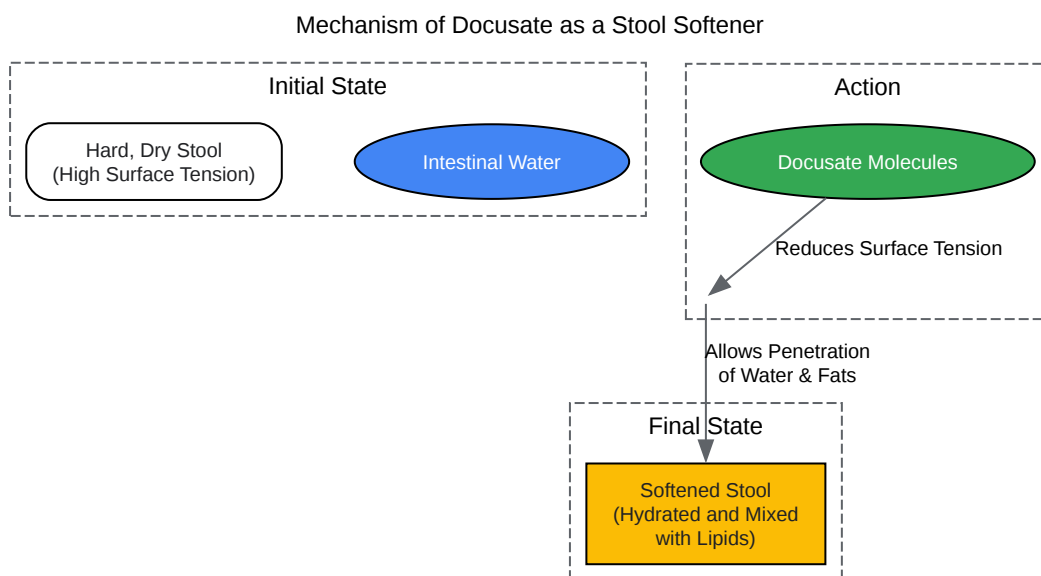 Mechanism of Docusate as a Stool Softener
Initial State
Hard, Dry Stool
(High Surface Tension)
Intestinal Water
Action
Docusate Molecules
Reduces Surface Tension
Allows Penetration
of Water & Fats
Final State
Softened Stool
(Hydrated and Mixed
with Lipids)